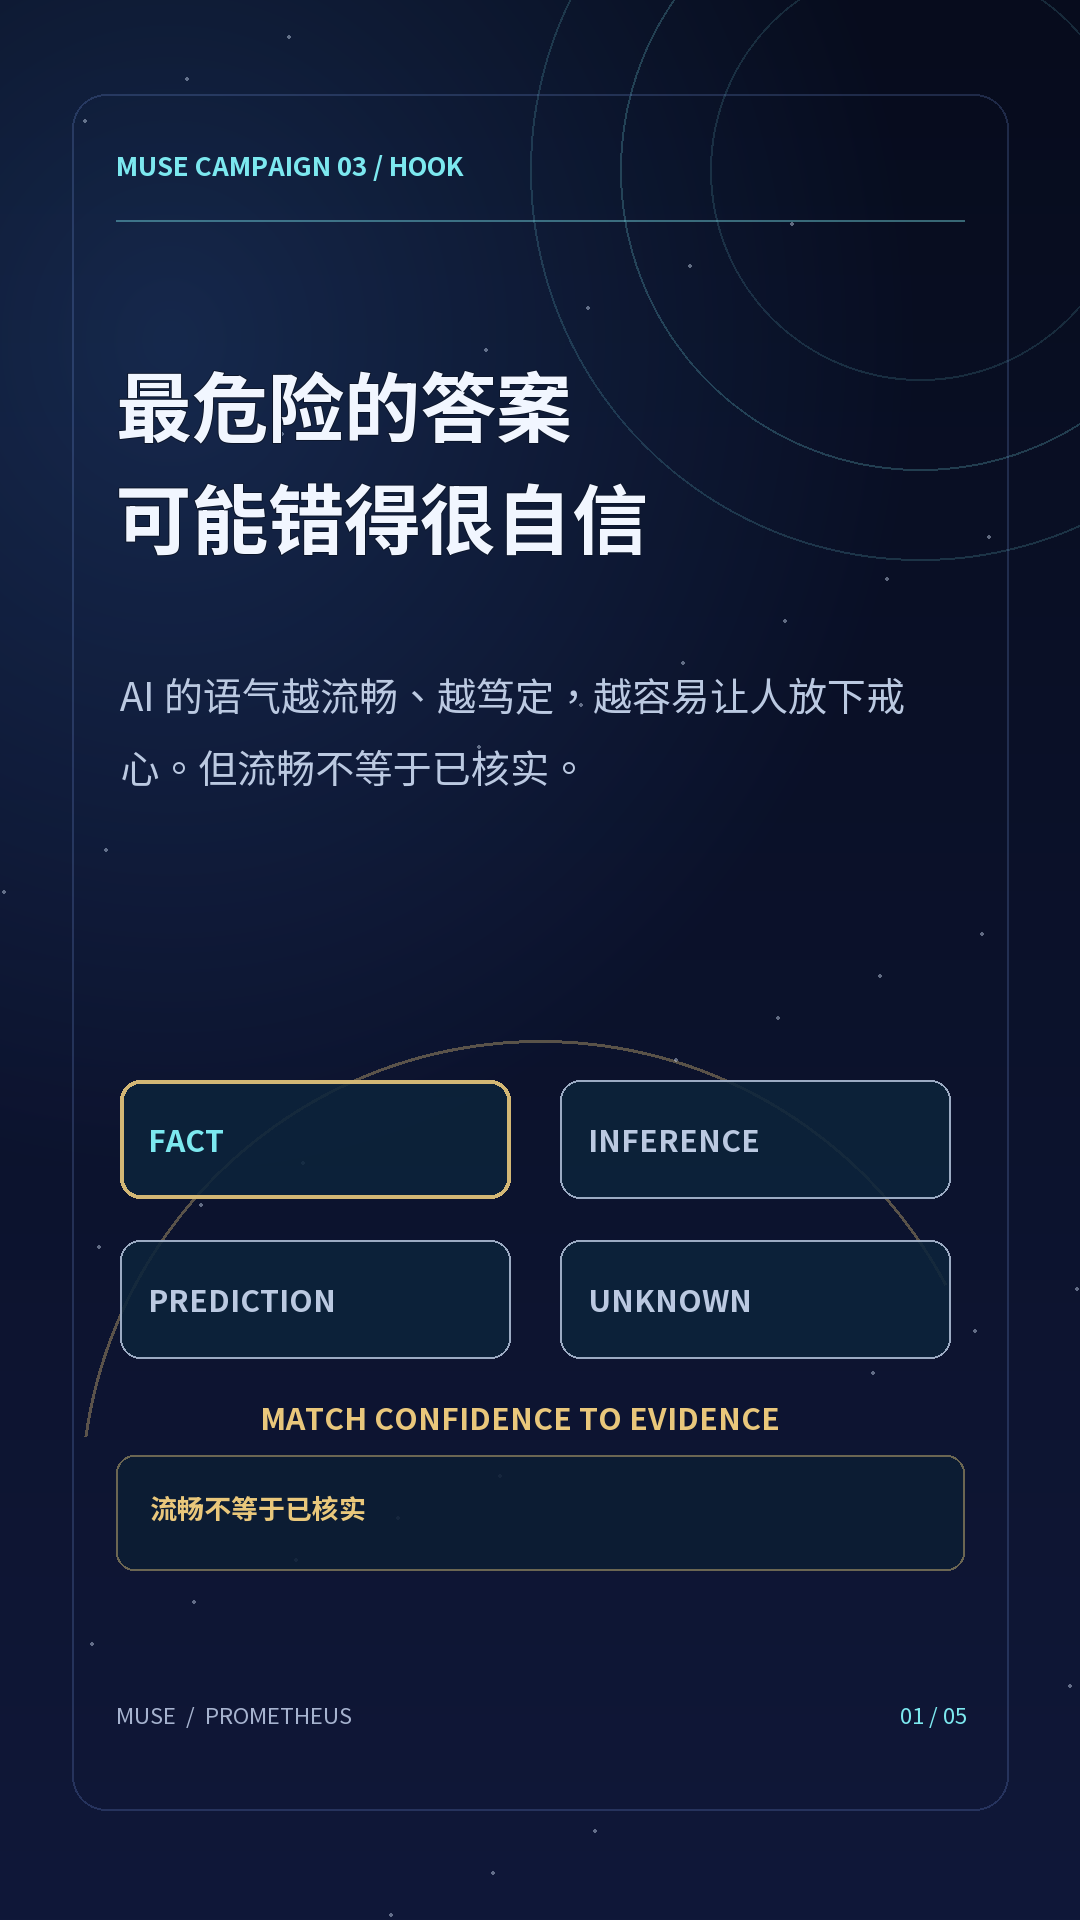 MUSE CAMPAIGN 03 / HOOK
最危险的答案
可能错得很自信
AI 的语气越流畅、越笃定，越容易让人放下戒
心。但流畅不等于已核实。
FACT
INFERENCE
PREDICTION
UNKNOWN
MATCH CONFIDENCE TO EVIDENCE
流畅不等于已核实
MUSE / PROMETHEUS
01 / 05